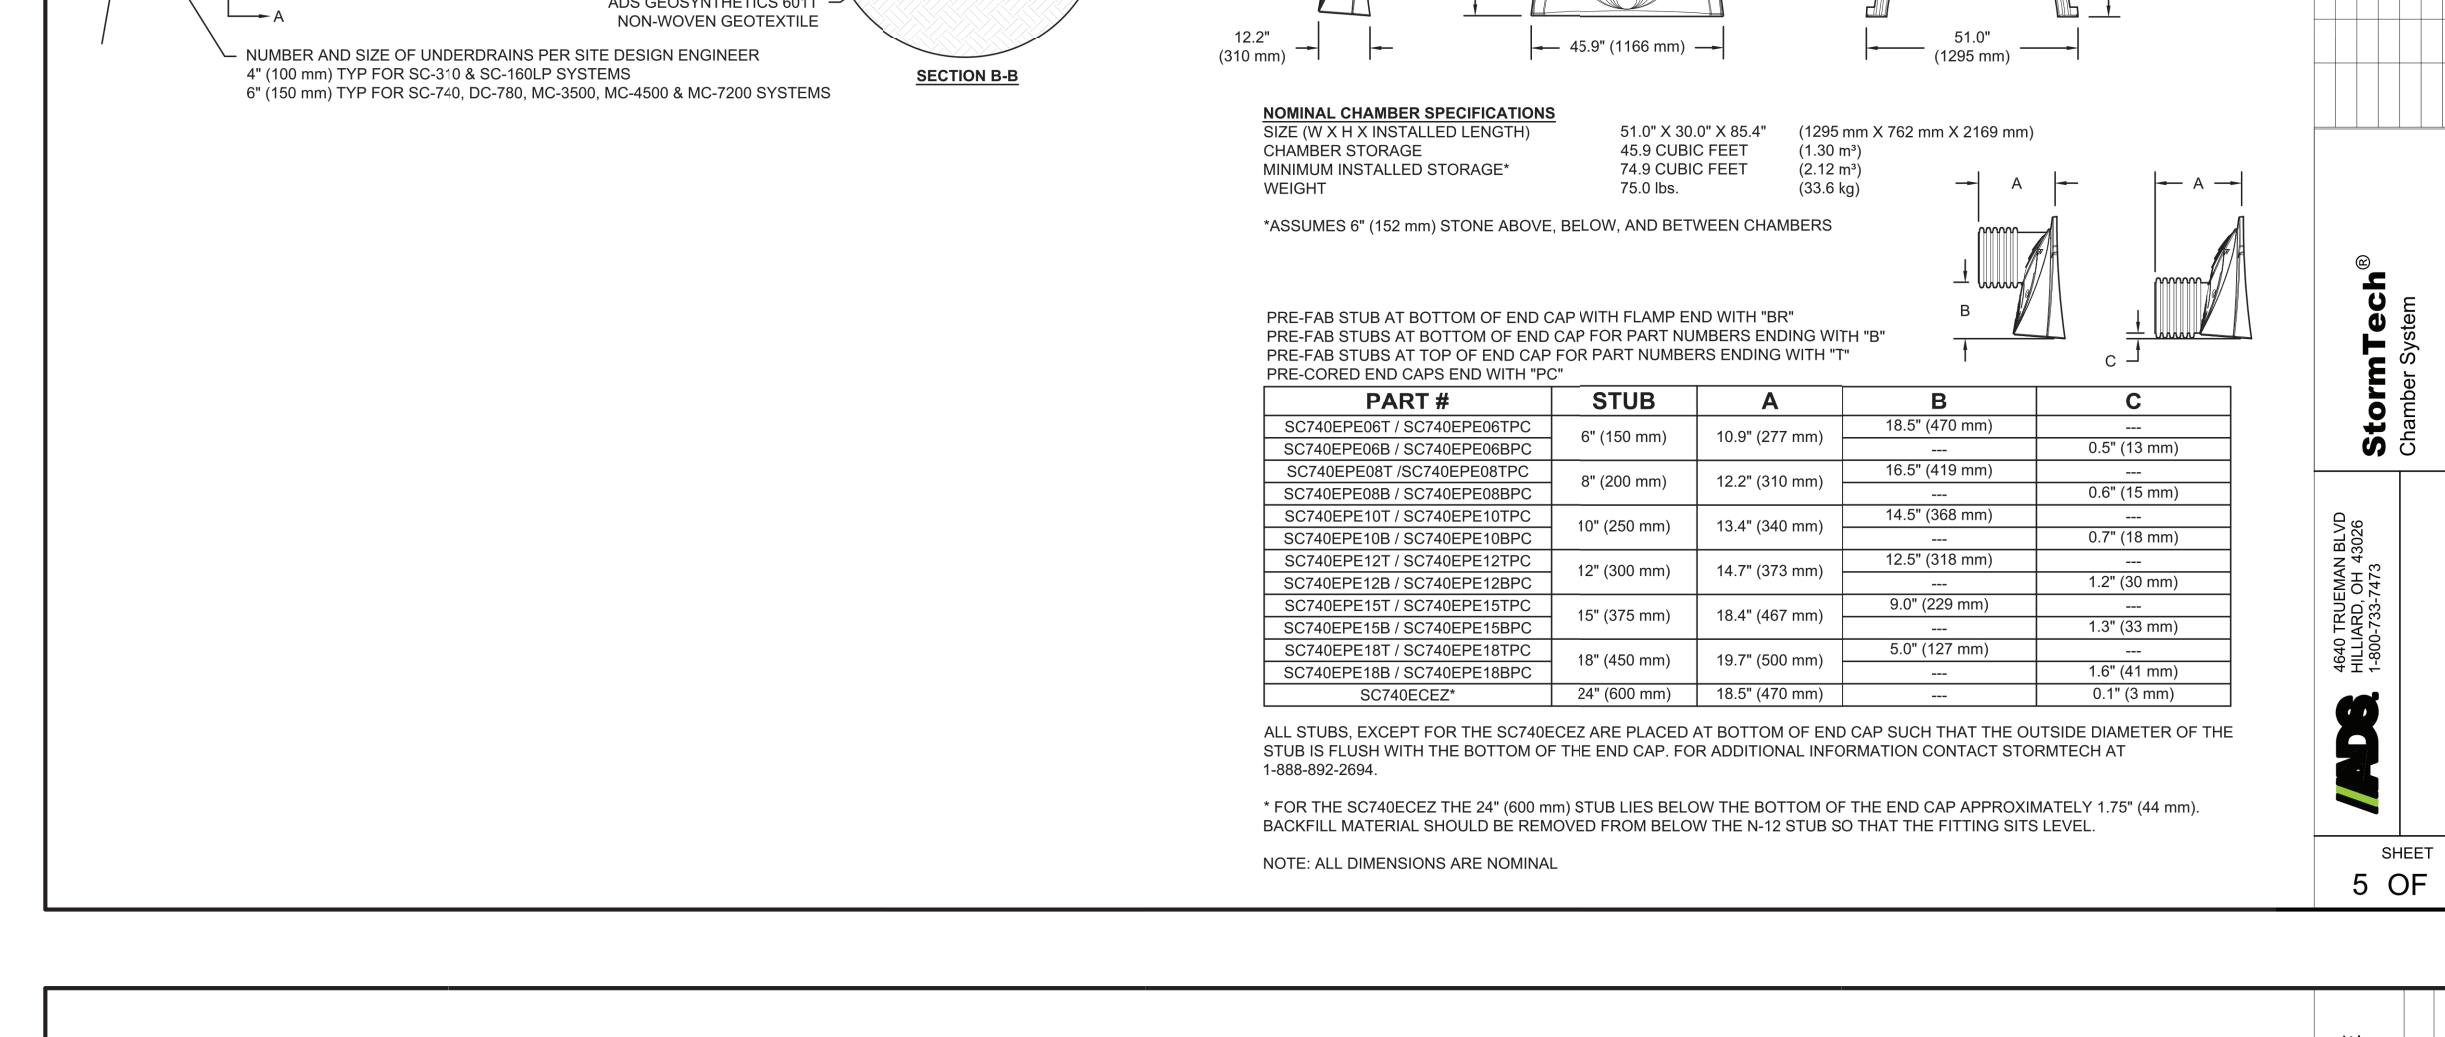 A
ADS GEOSYNTHETICS 601T
NON-WOVEN GEOTEXTILE
NUMBER AND SIZE OF UNDERDRAINS PER SITE DESIGN ENGINEER
4" (100 mm) TYP FOR SC-310 & SC-160LP SYSTEMS
6" (150 mm) TYP FOR SC-740, DC-780, MC-3500, MC-4500 & MC-7200 SYSTEMS
SECTION B-B
12.2"
(310 mm)
45.9" (1166 mm)
51.0"
(1295 mm)
NOMINAL CHAMBER SPECIFICATIONS
SIZE (W X H X INSTALLED LENGTH) 51.0" X 30.0" X 85.4" (1295 mm X 762 mm X 2169 mm)
CHAMBER STORAGE 45.9 CUBIC FEET (1.30 m³)
MINIMUM INSTALLED STORAGE* 74.9 CUBIC FEET (2.12 m³)
WEIGHT 75.0 lbs. (33.6 kg)
*ASSUMES 6" (152 mm) STONE ABOVE, BELOW, AND BETWEEN CHAMBERS
A
B
A
C
PRE-FAB STUB AT BOTTOM OF END CAP WITH FLAMP END WITH "BR"
PRE-FAB STUBS AT BOTTOM OF END CAP FOR PART NUMBERS ENDING WITH "B"
PRE-FAB STUBS AT TOP OF END CAP FOR PART NUMBERS ENDING WITH "T"
PRE-CORED END CAPS END WITH "PC"
PART # STUB A B C
SC740EPE06T / SC740EPE06TPC 6" (150 mm) 10.9" (277 mm) 18.5" (470 mm) ---
SC740EPE06B / SC740EPE06BPC --- 0.5" (13 mm)
SC740EPE08T /SC740EPE08TPC 8" (200 mm) 12.2" (310 mm) 16.5" (419 mm) ---
SC740EPE08B / SC740EPE08BPC --- 0.6" (15 mm)
SC740EPE10T / SC740EPE10TPC 10" (250 mm) 13.4" (340 mm) 14.5" (368 mm) ---
SC740EPE10B / SC740EPE10BPC --- 0.7" (18 mm)
SC740EPE12T / SC740EPE12TPC 12" (300 mm) 14.7" (373 mm) 12.5" (318 mm) ---
SC740EPE12B / SC740EPE12BPC --- 1.2" (30 mm)
SC740EPE15T / SC740EPE15TPC 15" (375 mm) 18.4" (467 mm) 9.0" (229 mm) ---
SC740EPE15B / SC740EPE15BPC --- 1.3" (33 mm)
SC740EPE18T / SC740EPE18TPC 18" (450 mm) 19.7" (500 mm) 5.0" (127 mm) ---
SC740EPE18B / SC740EPE18BPC --- 1.6" (41 mm)
SC740ECEZ* 24" (600 mm) 18.5" (470 mm) --- 0.1" (3 mm)
ALL STUBS, EXCEPT FOR THE SC740ECEZ ARE PLACED AT BOTTOM OF END CAP SUCH THAT THE OUTSIDE DIAMETER OF THE
STUB IS FLUSH WITH THE BOTTOM OF THE END CAP. FOR ADDITIONAL INFORMATION CONTACT STORMTECH AT
1-888-892-2694.
* FOR THE SC740ECEZ THE 24" (600 mm) STUB LIES BELOW THE BOTTOM OF THE END CAP APPROXIMATELY 1.75" (44 mm).
BACKFILL MATERIAL SHOULD BE REMOVED FROM BELOW THE N-12 STUB SO THAT THE FITTING SITS LEVEL.
NOTE: ALL DIMENSIONS ARE NOMINAL
StormTech®
Chamber System
4640 TRUEMAN BLVD
HILLIARD, OH 43026
1-800-733-7473
ADS.
SHEET
5 OF